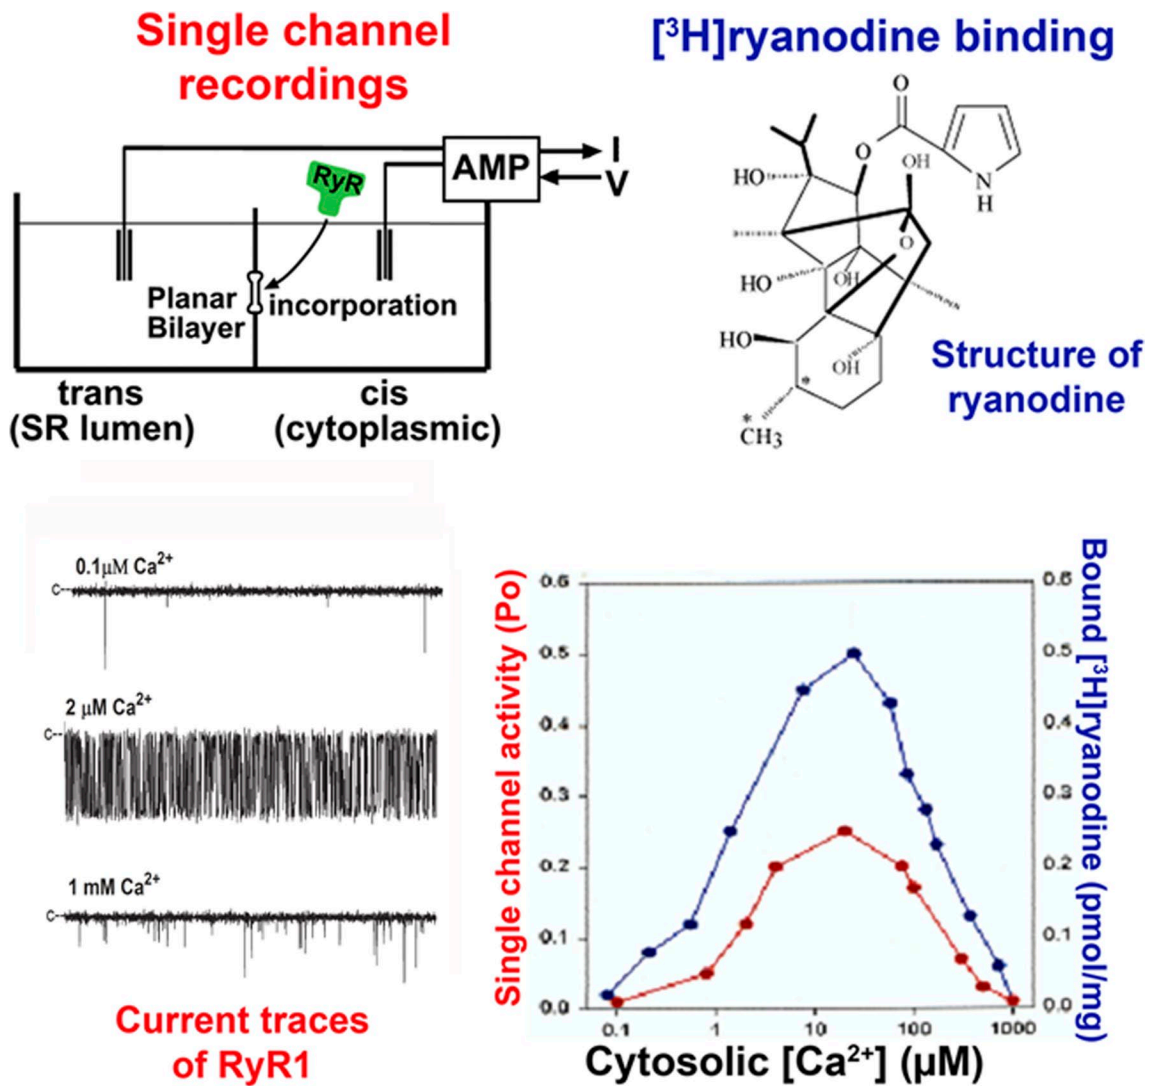 Single channel
recordings
AMP
I
V
RyR
Planar
Bilayer
incorporation
trans
(SR lumen)
cis
(cytoplasmic)
[³H]ryanodine binding
O
O
OH
N
H
HO
O
HO
OH
HO
OH
*
*
CH₃
Structure of
ryanodine
0.1µM Ca²⁺
C--
2 µM Ca²⁺
C--
1 mM Ca²⁺
C--
Current traces
of RyR1
Single channel activity (Po)
0.6
0.5
0.4
0.3
0.2
0.1
0.0
0.1
1
10
100
1000
Cytosolic [Ca²⁺] (µM)
0.6
0.5
0.4
0.3
0.2
0.1
0.0
Bound [³H]ryanodine (pmol/mg)